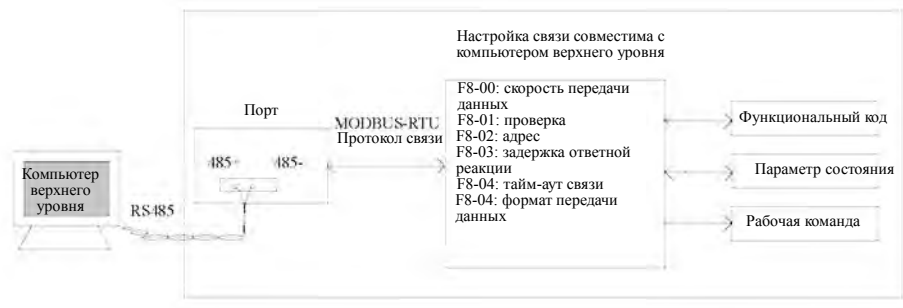 Настройка связи совместима с
компьютером верхнего уровня
F8-00: скорость передачи
данных
F8-01: проверка
F8-02: адрес
F8-03: задержка ответной
реакции
F8-04: тайм-аут связи
F8-04: формат передачи
данных
Порт
485+ 485-
MODBUS-RTU
Протокол связи
Компьютер
верхнего
уровня
RS485
Функциональный код
Параметр состояния
Рабочая команда